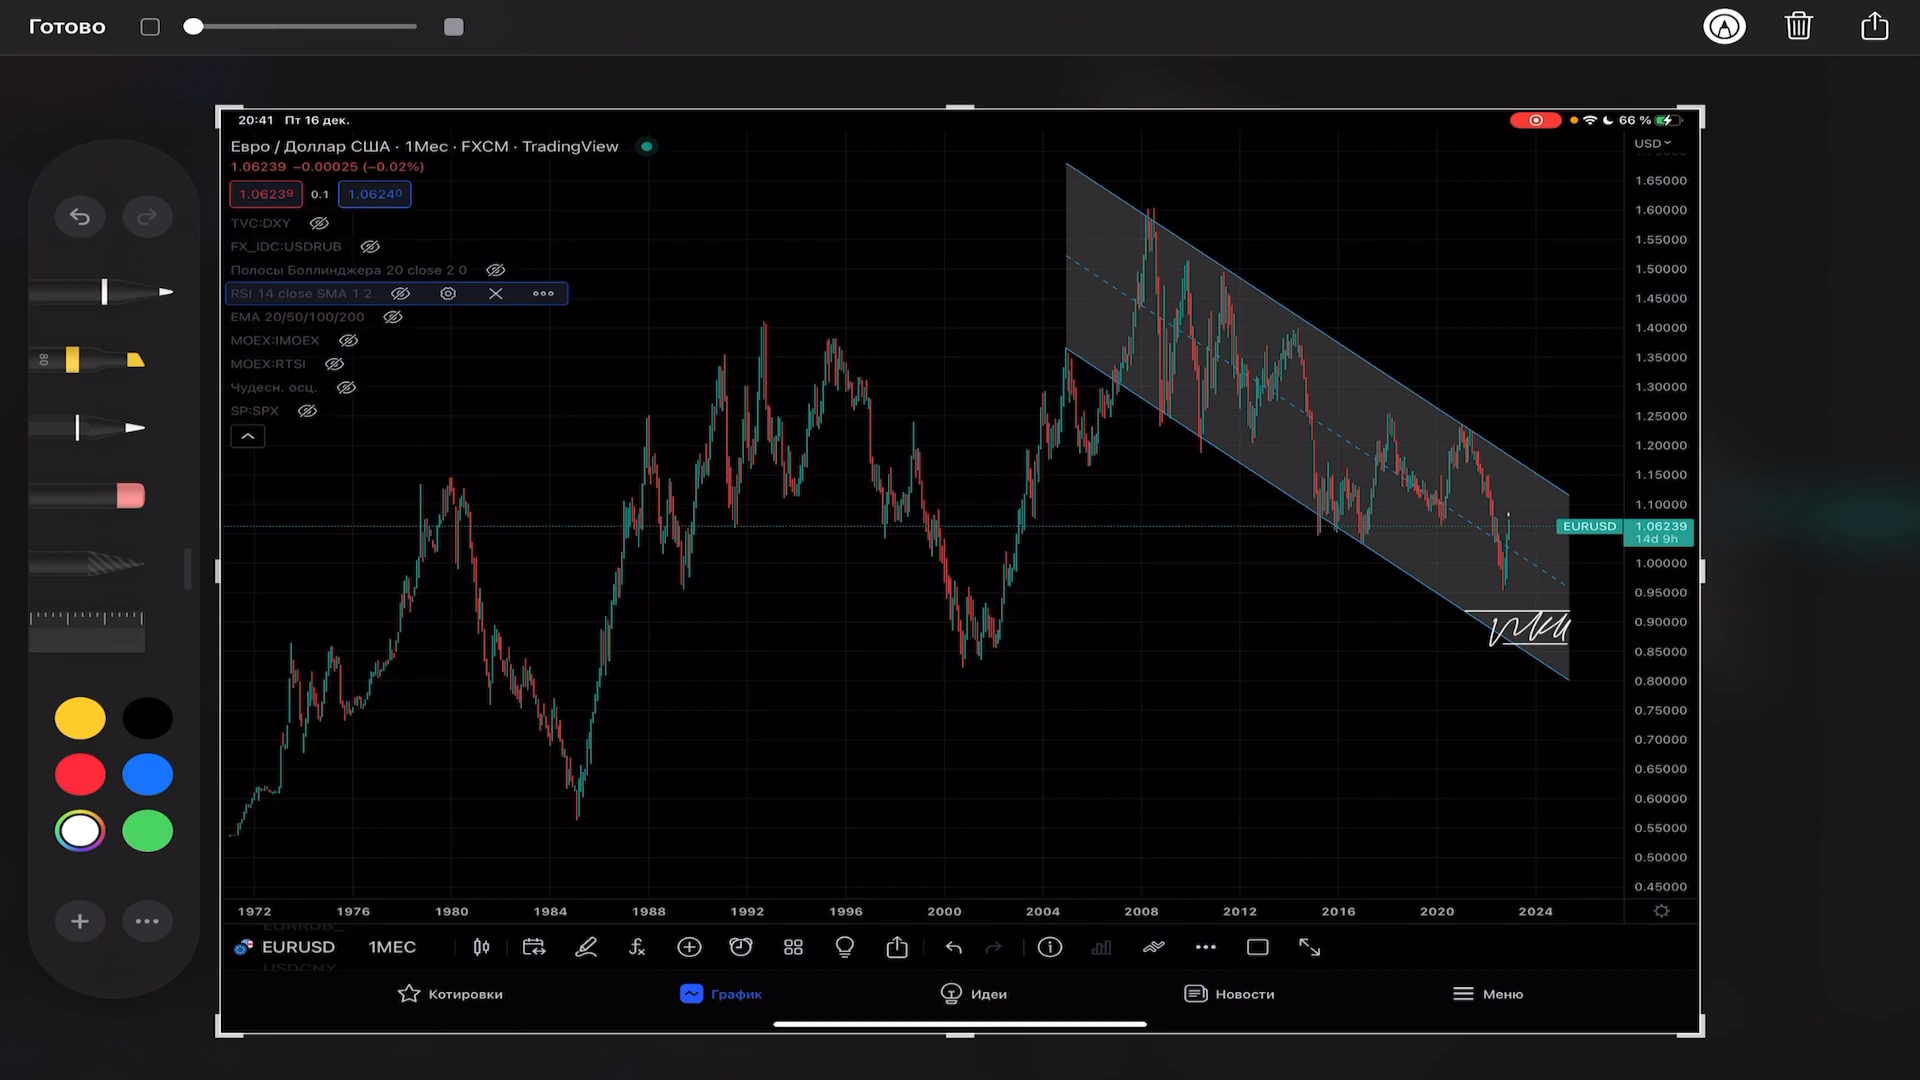 Готово
20:41 Пт 16 дек.
66 %
Евро / Доллар США · 1Мес · FXCM · TradingView
USD
1.06239 −0.00025 (−0.02%)
1.06239 0.1 1.06240
TVC:DXY
FX_IDC:USDRUB
Полосы Боллинджера 20 close 2 0
RSI 14 close SMA 1 2
EMA 20/50/100/200
MOEX:IMOEX
MOEX:RTSI
Чудесн. осц.
SP:SPX
80
1.65000
1.60000
1.55000
1.50000
1.45000
1.40000
1.35000
1.30000
1.25000
1.20000
1.15000
1.10000
EURUSD 1.06239
14d 9h
1.00000
0.95000
0.90000
0.85000
0.80000
0.75000
0.70000
0.65000
0.60000
0.55000
0.50000
0.45000
1972 1976 1980 1984 1988 1992 1996 2000 2004 2008 2012 2016 2020 2024
EURUSD 1МЕС
USDCNY
Котировки График Идеи Новости Меню